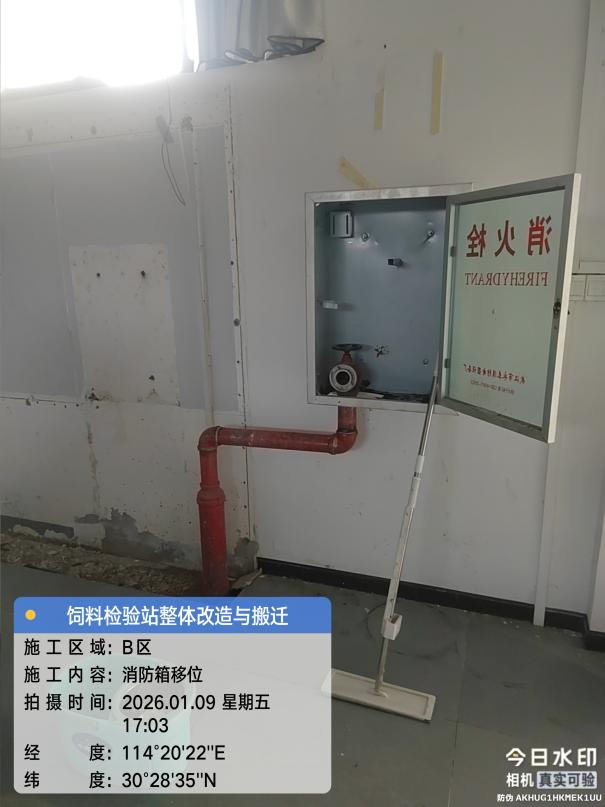 消火栓
FIREHYDRANT
饲料检验站整体改造与搬迁
施工区域：B区
施工内容：消防箱移位
拍摄时间：2026.01.09 星期五
17:03
经度：114°20'22"E
纬度：30°28'35"N
今日水印
相机 真实可验
防伪 AKHUG1HKMEK1UU